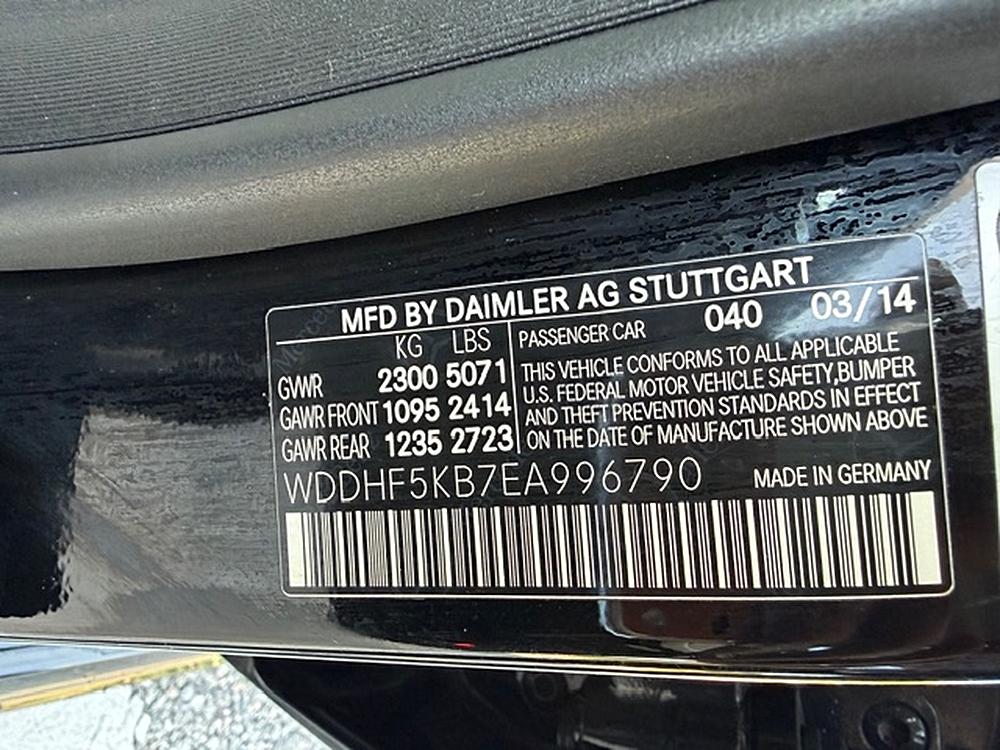 MFD BY DAIMLER AG STUTTGART
KG LBS
GVWR 2300 5071
GAWR FRONT 1095 2414
GAWR REAR 1235 2723
PASSENGER CAR 040 03/14
THIS VEHICLE CONFORMS TO ALL APPLICABLE
U.S. FEDERAL MOTOR VEHICLE SAFETY,BUMPER
AND THEFT PREVENTION STANDARDS IN EFFECT
ON THE DATE OF MANUFACTURE SHOWN ABOVE
WDDHF5KB7EA996790 MADE IN GERMANY